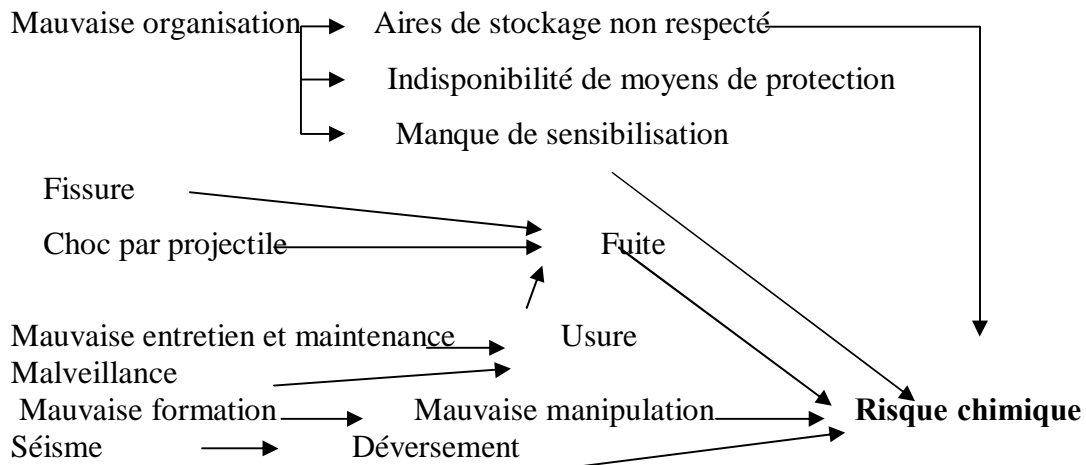 Mauvaise organisation Aires de stockage non respecté
Indisponibilité de moyens de protection
Manque de sensibilisation
Fissure
Choc par projectile Fuite
Mauvaise entretien et maintenance Usure
Malveillance
Mauvaise formation Mauvaise manipulation Risque chimique
Séisme Déversement